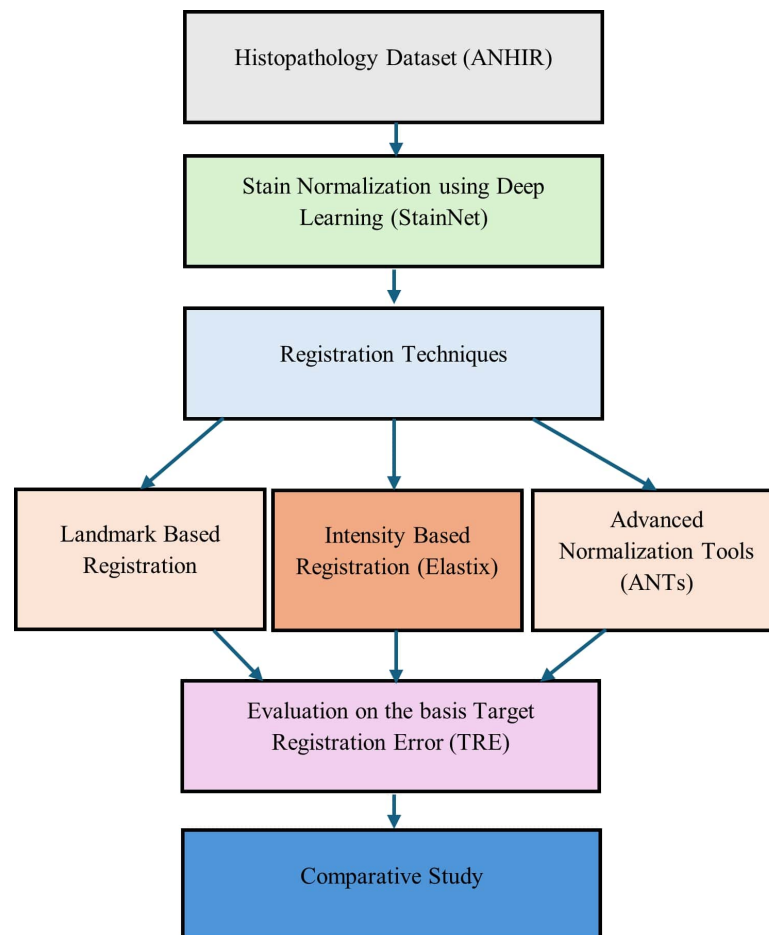 Histopathology Dataset (ANHIR)
Stain Normalization using Deep
Learning (StainNet)
Registration Techniques
Landmark Based
Registration
Intensity Based
Registration (Elastix)
Advanced
Normalization Tools
(ANTs)
Evaluation on the basis Target
Registration Error (TRE)
Comparative Study